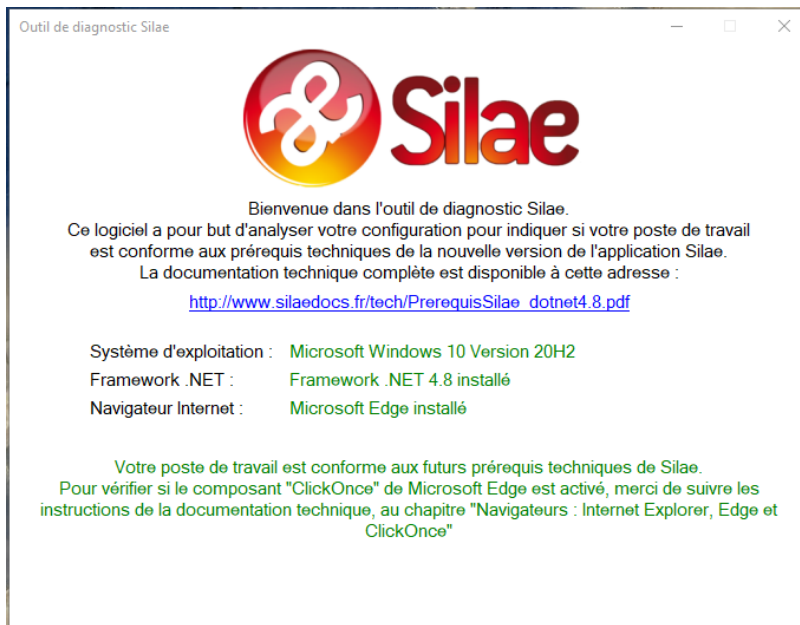 Outil de diagnostic Silae
Silae
Bienvenue dans l'outil de diagnostic Silae.
Ce logiciel a pour but d'analyser votre configuration pour indiquer si votre poste de travail
est conforme aux prérequis techniques de la nouvelle version de l'application Silae.
La documentation technique complète est disponible à cette adresse :
http://www.silaedocs.fr/tech/PrerequisSilae_dotnet4.8.pdf
Système d'exploitation : Microsoft Windows 10 Version 20H2
Framework .NET : Framework .NET 4.8 installé
Navigateur Internet : Microsoft Edge installé
Votre poste de travail est conforme aux futurs prérequis techniques de Silae.
Pour vérifier si le composant "ClickOnce" de Microsoft Edge est activé, merci de suivre les
instructions de la documentation technique, au chapitre "Navigateurs : Internet Explorer, Edge et
ClickOnce"